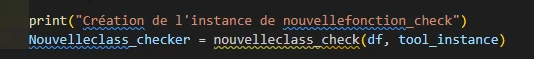 print("Création de l'instance de nouvellefonction_check")
Nouvelleclass_checker = nouvelleclass_check(df, tool_instance)